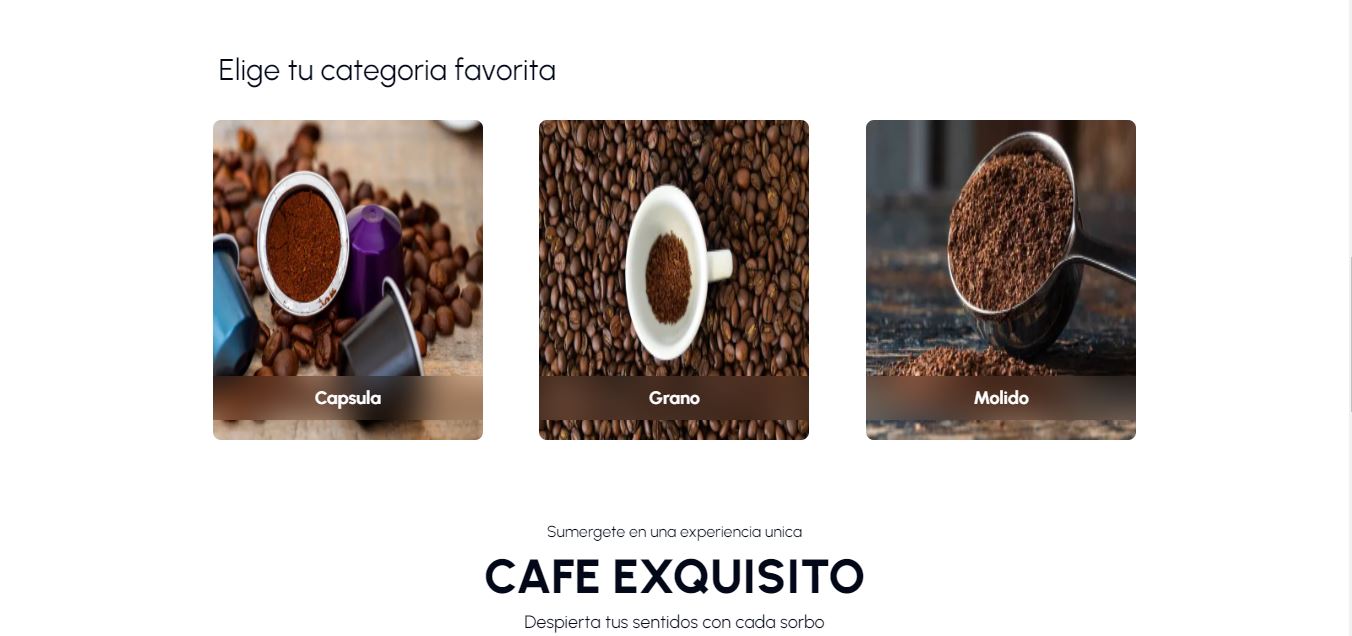 Elige tu categoria favorita
Capsula
Grano
Molido
Sumergete en una experiencia unica
CAFE EXQUISITO
Despierta tus sentidos con cada sorbo